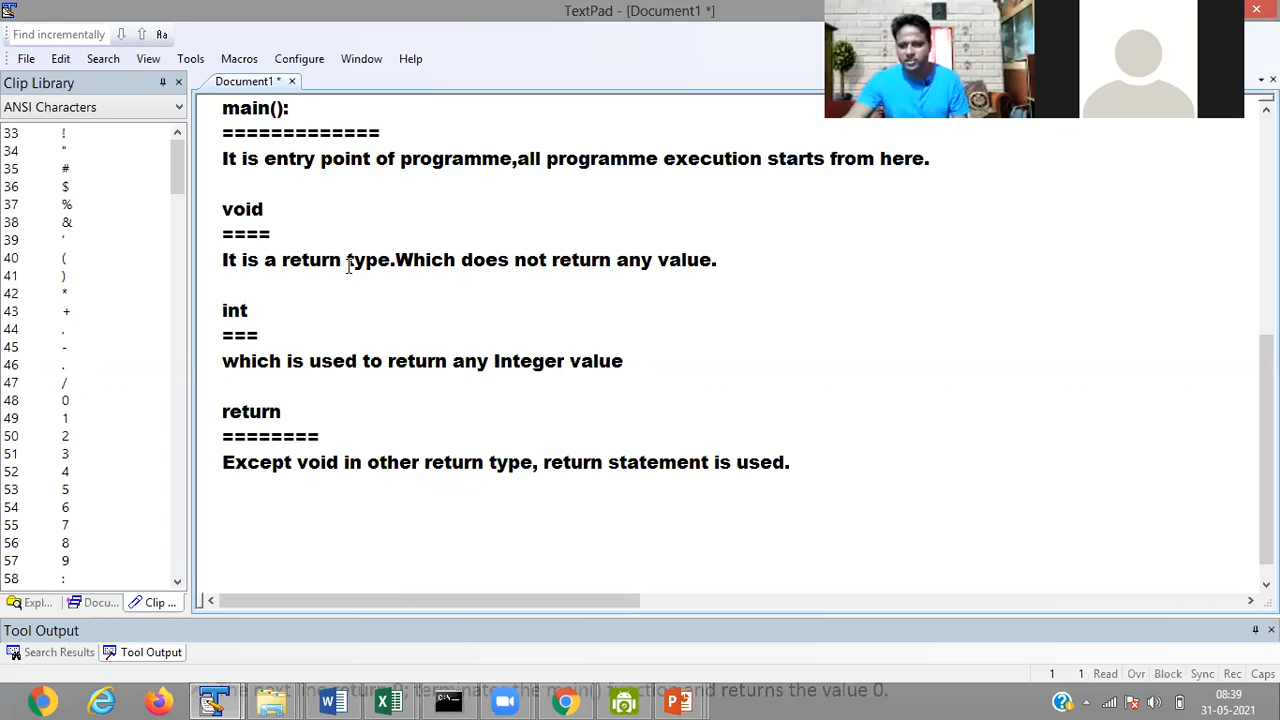 TextPad - [Document1 *]
Find incrementally
Aa
File Edit Search View Tools Macros Configure Window Help
Clip Library
Document1 *
ANSI Characters
33 !
34 "
35 #
36 $
37 %
38 &
39 '
40 (
41 )
42 *
43 +
44 ,
45 -
46 .
47 /
48 0
49 1
50 2
51 3
52 4
53 5
54 6
55 7
56 8
57 9
58 :
main():
=============
It is entry point of programme,all programme execution starts from here.
void
====
It is a return type.Which does not return any value.
int
===
which is used to return any Integer value
return
========
Except void in other return type, return statement is used.
Expl... Docu... Clip ...
Tool Output
Search Results Tool Output
1 1 Read Ovr Block Sync Rec Caps
the main() function and returns the value 0.
08:39
31-05-2021